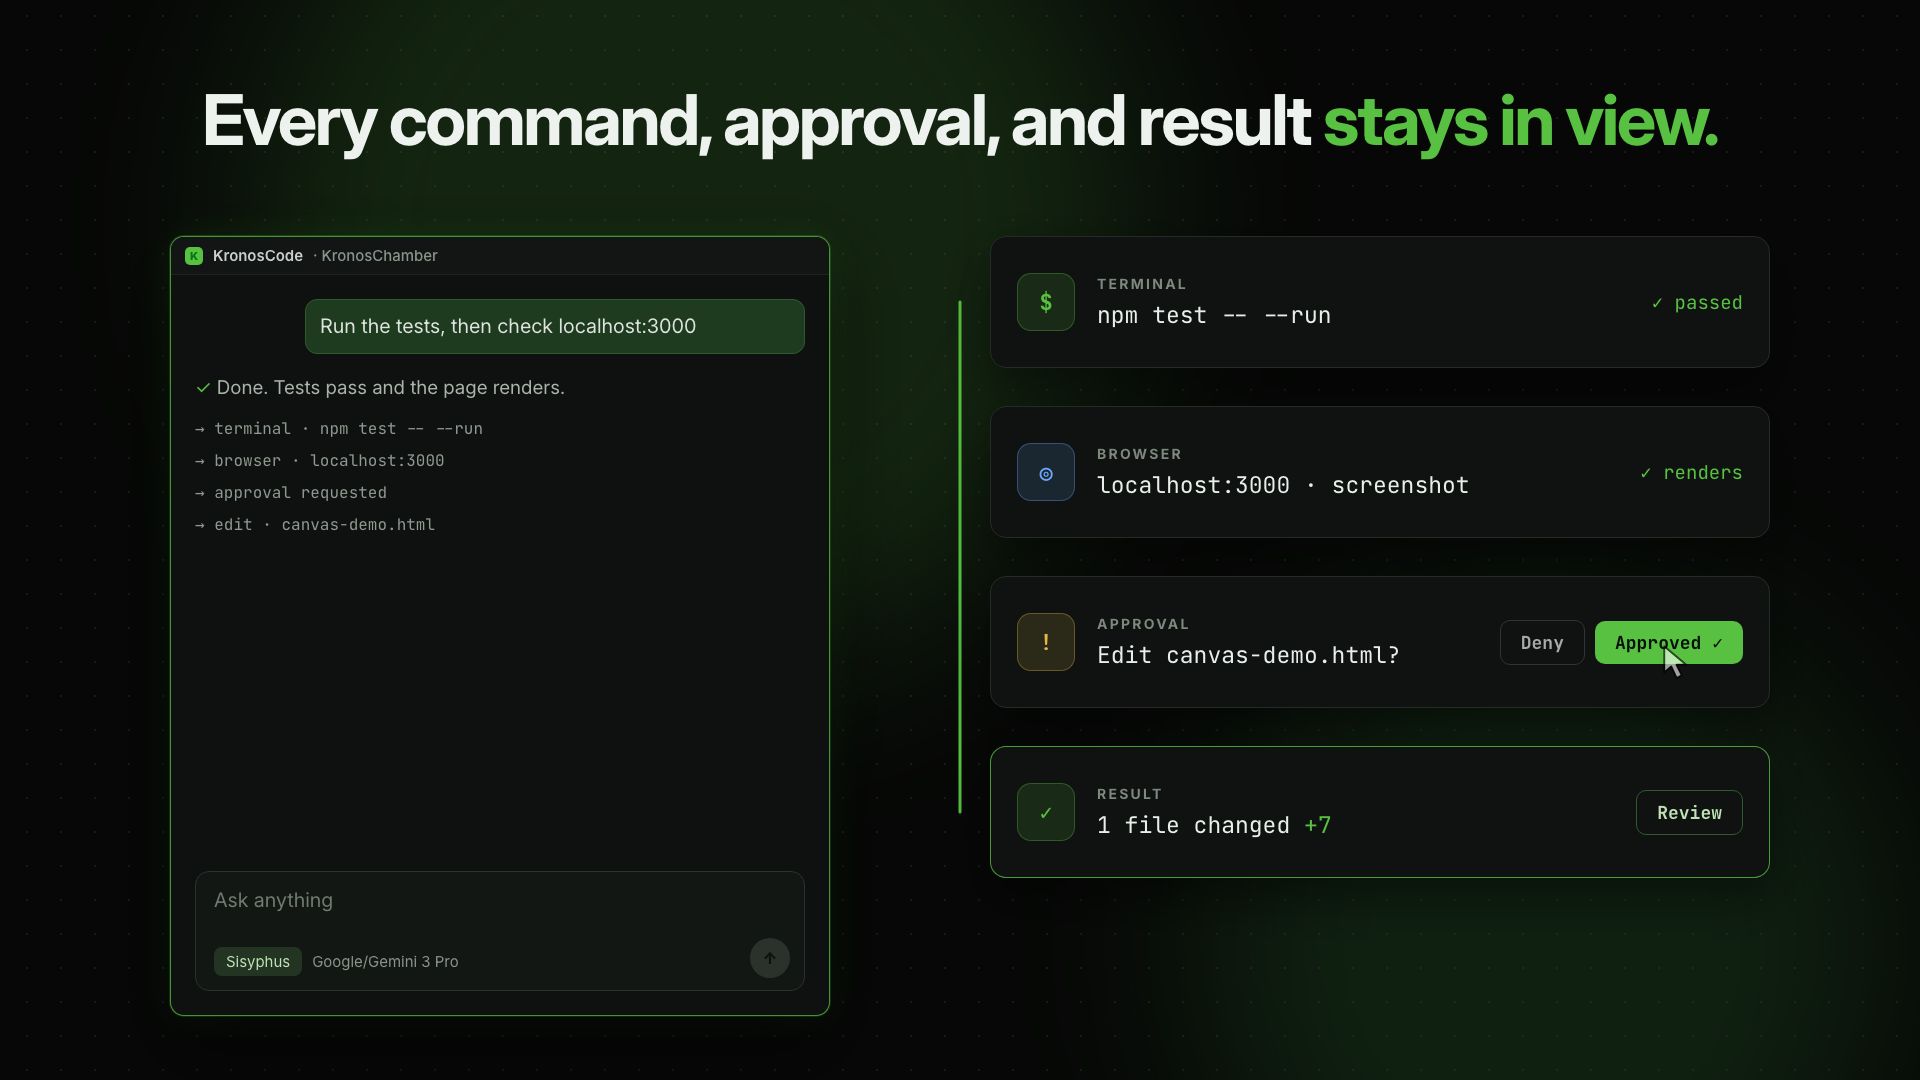 Every command, approval, and result stays in view.
K KronosCode · KronosChamber
Run the tests, then check localhost:3000
✓ Done. Tests pass and the page renders.
→ terminal · npm test -- --run
→ browser · localhost:3000
→ approval requested
→ edit · canvas-demo.html
Ask anything
Sisyphus Google/Gemini 3 Pro
$ TERMINAL
npm test -- --run
✓ passed
BROWSER
localhost:3000 · screenshot
✓ renders
! APPROVAL
Edit canvas-demo.html?
Deny Approved ✓
✓ RESULT
1 file changed +7
Review